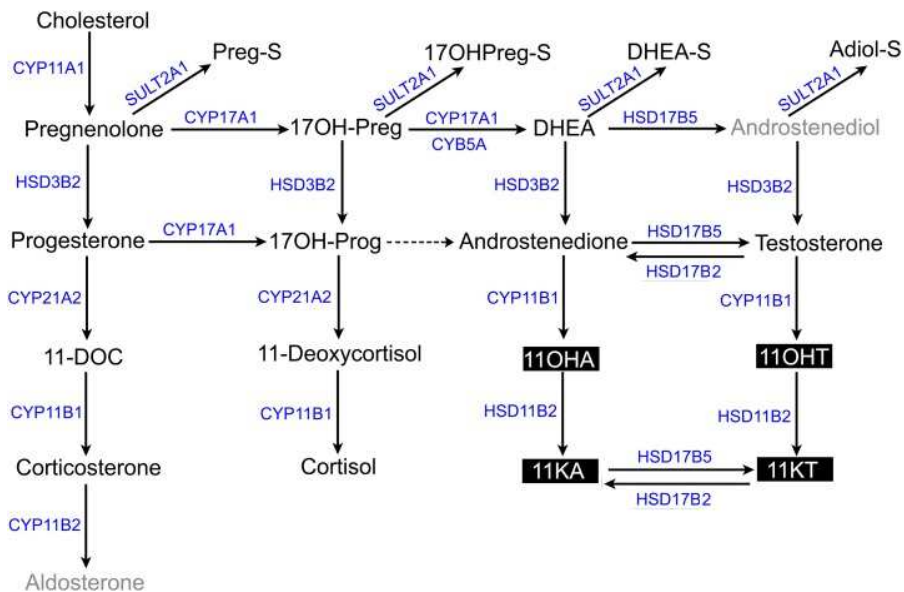 Cholesterol
Preg-S
17OHPreg-S
DHEA-S
Adiol-S
CYP11A1
SULT2A1
SULT2A1
SULT2A1
SULT2A1
Pregnenolone
CYP17A1
17OH-Preg
CYP17A1
CYB5A
DHEA
HSD17B5
Androstenediol
HSD3B2
HSD3B2
HSD3B2
HSD3B2
Progesterone
CYP17A1
17OH-Prog
Androstenedione
HSD17B5
HSD17B2
Testosterone
CYP21A2
CYP21A2
CYP11B1
CYP11B1
11-DOC
11-Deoxycortisol
11OHA
11OHT
CYP11B1
CYP11B1
HSD11B2
HSD11B2
Corticosterone
Cortisol
11KA
HSD17B5
HSD17B2
11KT
CYP11B2
Aldosterone